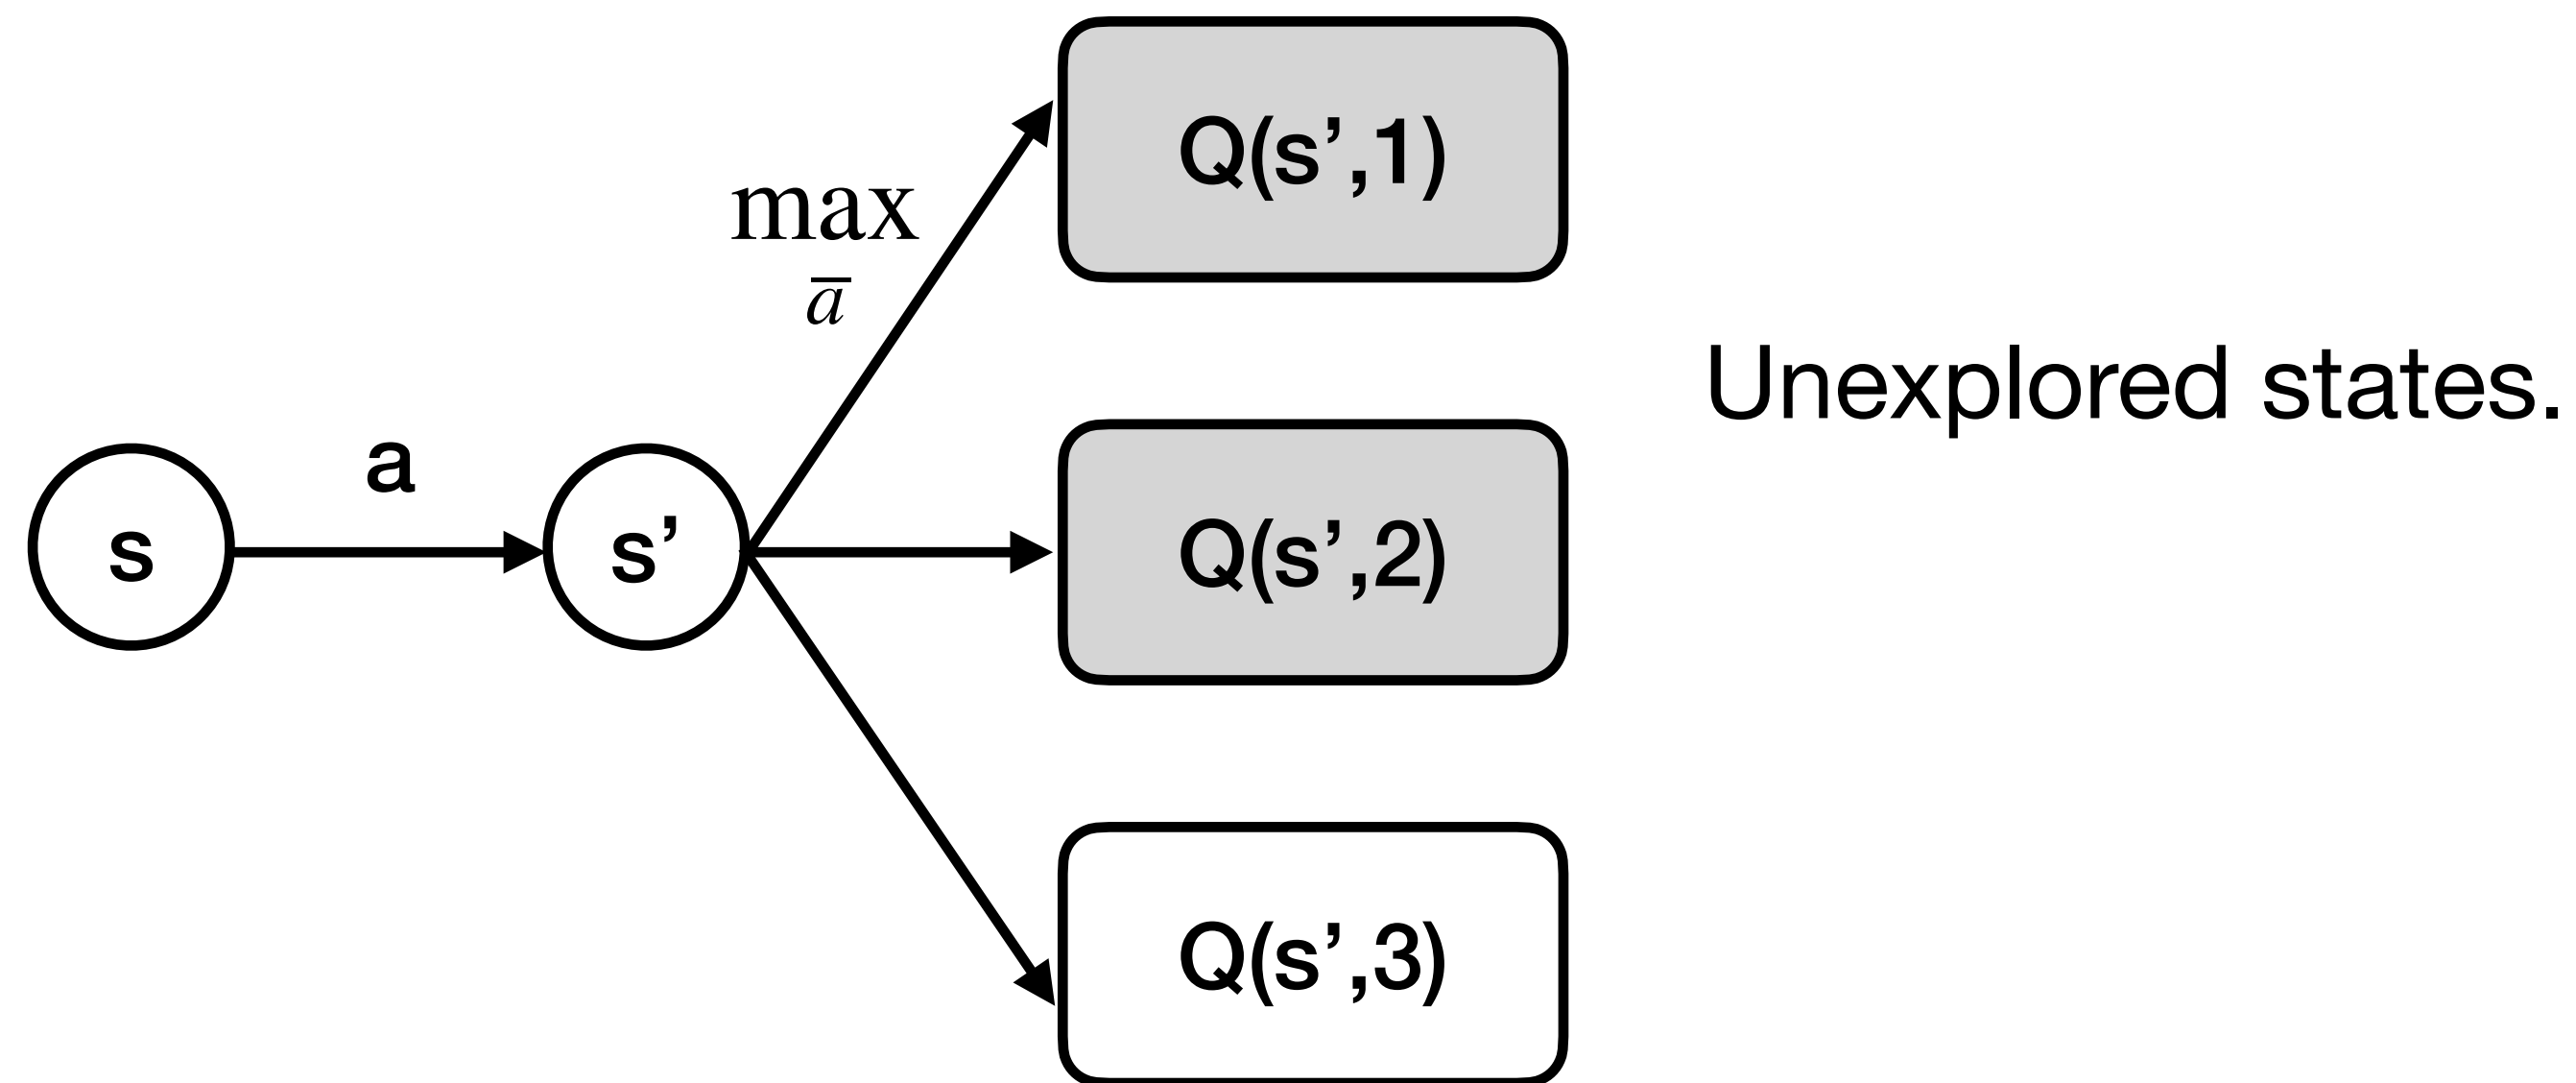 Q(s’,1)
max
a̅
Unexplored states.
a
s
s’
Q(s’,2)
Q(s’,3)